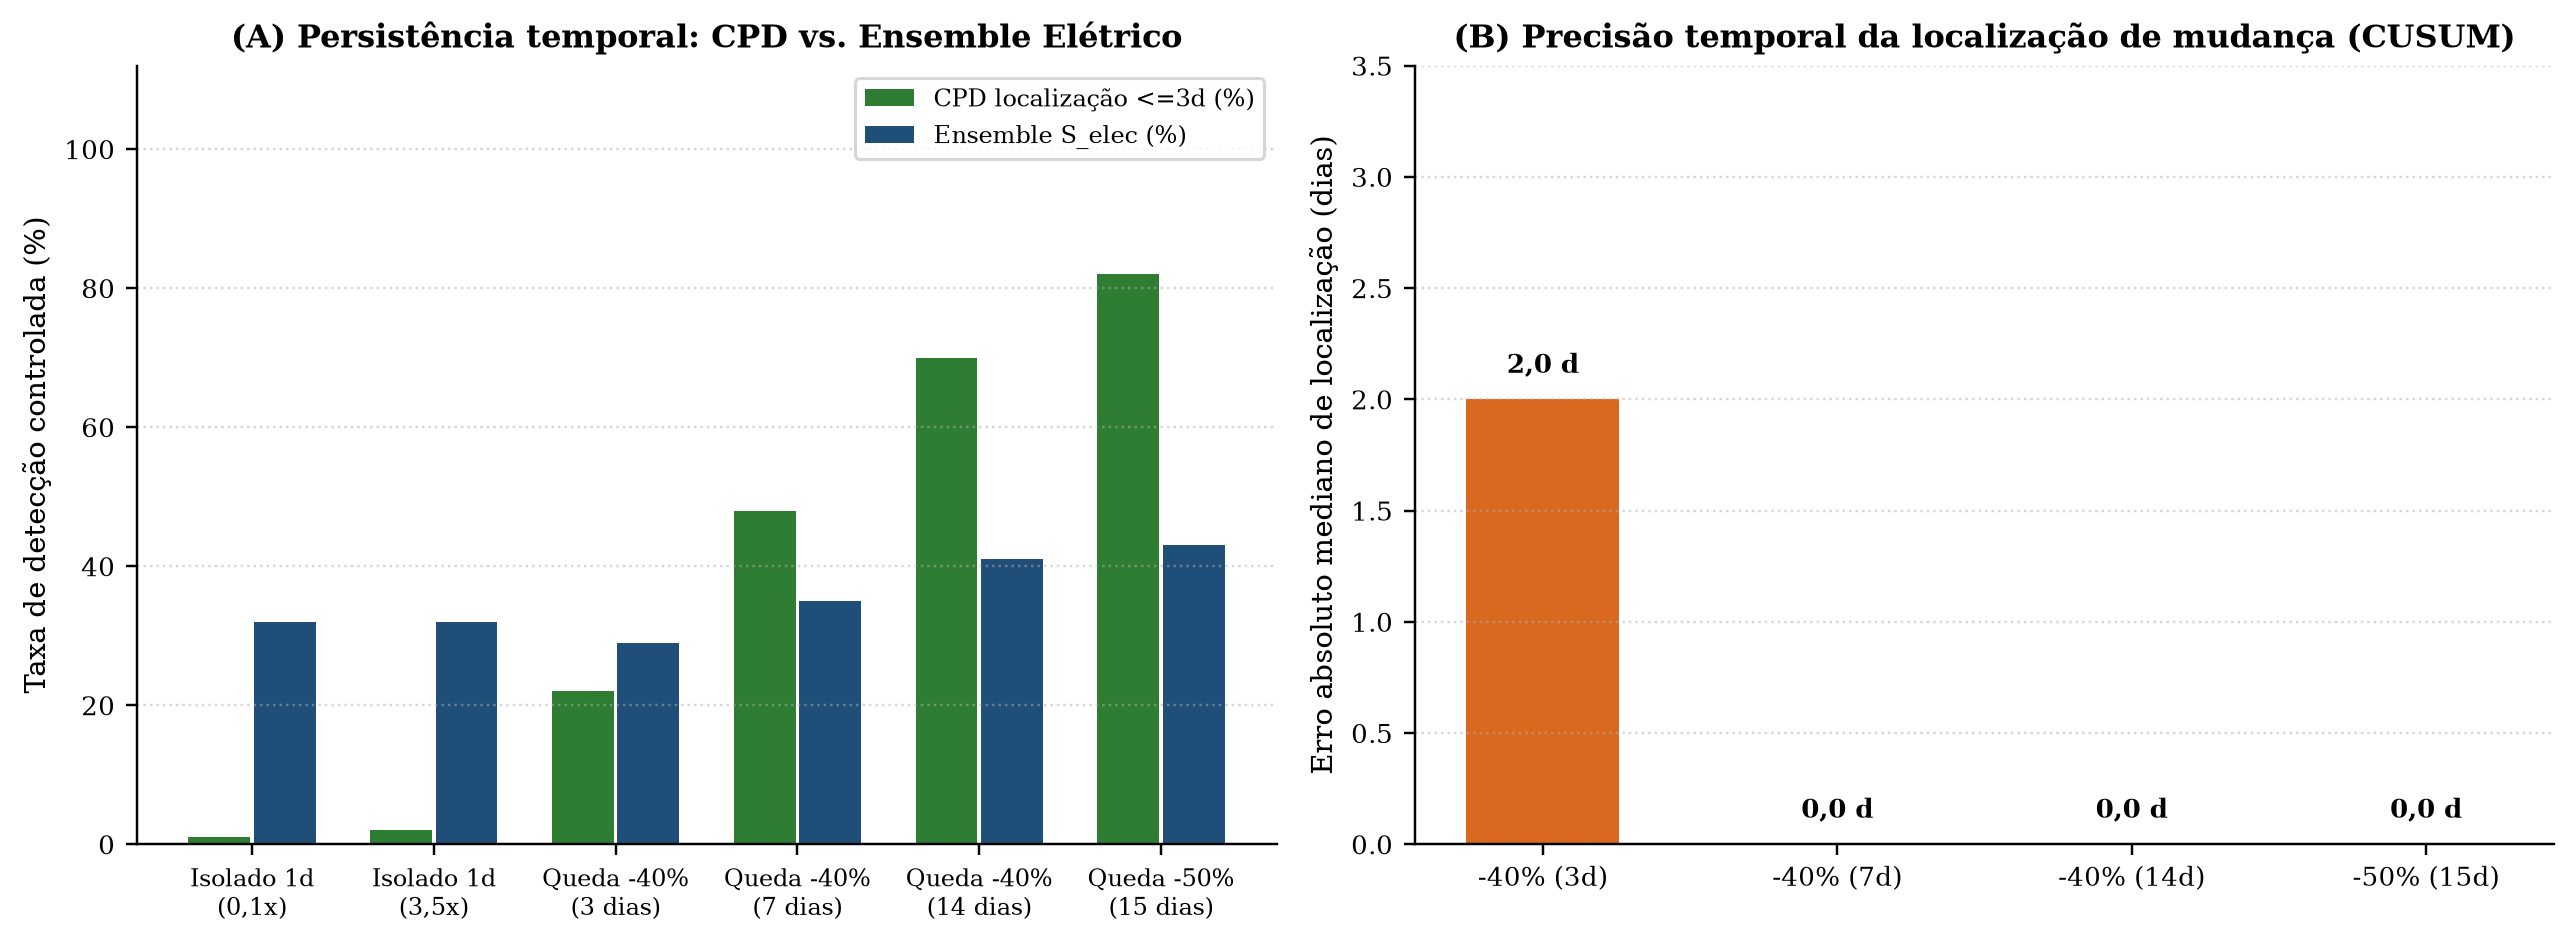 (A) Persistência temporal: CPD vs. Ensemble Elétrico
CPD localização <=3d (%)
Ensemble S_elec (%)
Taxa de detecção controlada (%)
100
80
60
40
20
0
Isolado 1d
(0,1x)
Isolado 1d
(3,5x)
Queda -40%
(3 dias)
Queda -40%
(7 dias)
Queda -40%
(14 dias)
Queda -50%
(15 dias)
(B) Precisão temporal da localização de mudança (CUSUM)
Erro absoluto mediano de localização (dias)
3.5
3.0
2.5
2.0
1.5
1.0
0.5
0.0
2,0 d
0,0 d
0,0 d
0,0 d
-40% (3d)
-40% (7d)
-40% (14d)
-50% (15d)